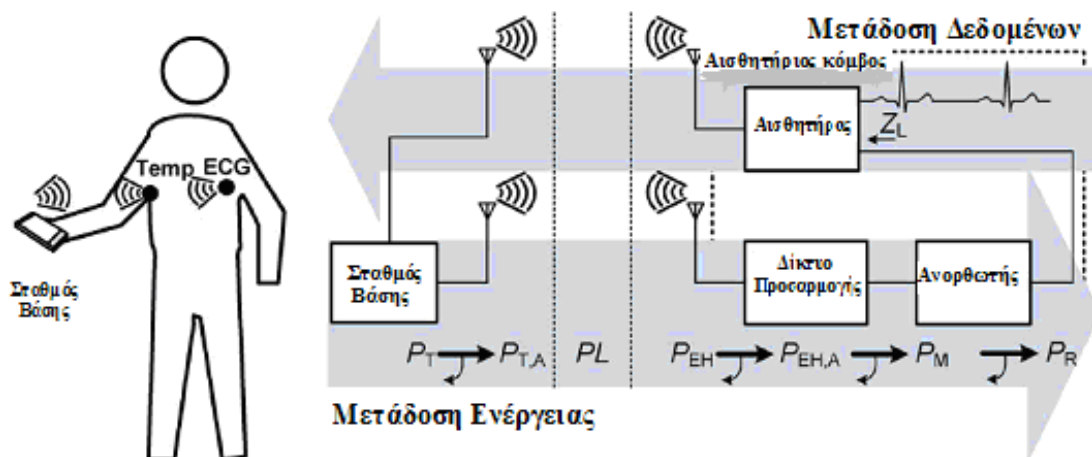 Μετάδοση Δεδομένων
Αισθητήριος κόμβος
Αισθητήρας
Z_L
Temp ECG
Σταθμός
Βάσης
Σταθμός
Βάσης
Δίκτυο
Προσαρμογής
Ανορθωτής
P_T P_T,A PL P_EH P_EH,A P_M P_R
Μετάδοση Ενέργειας